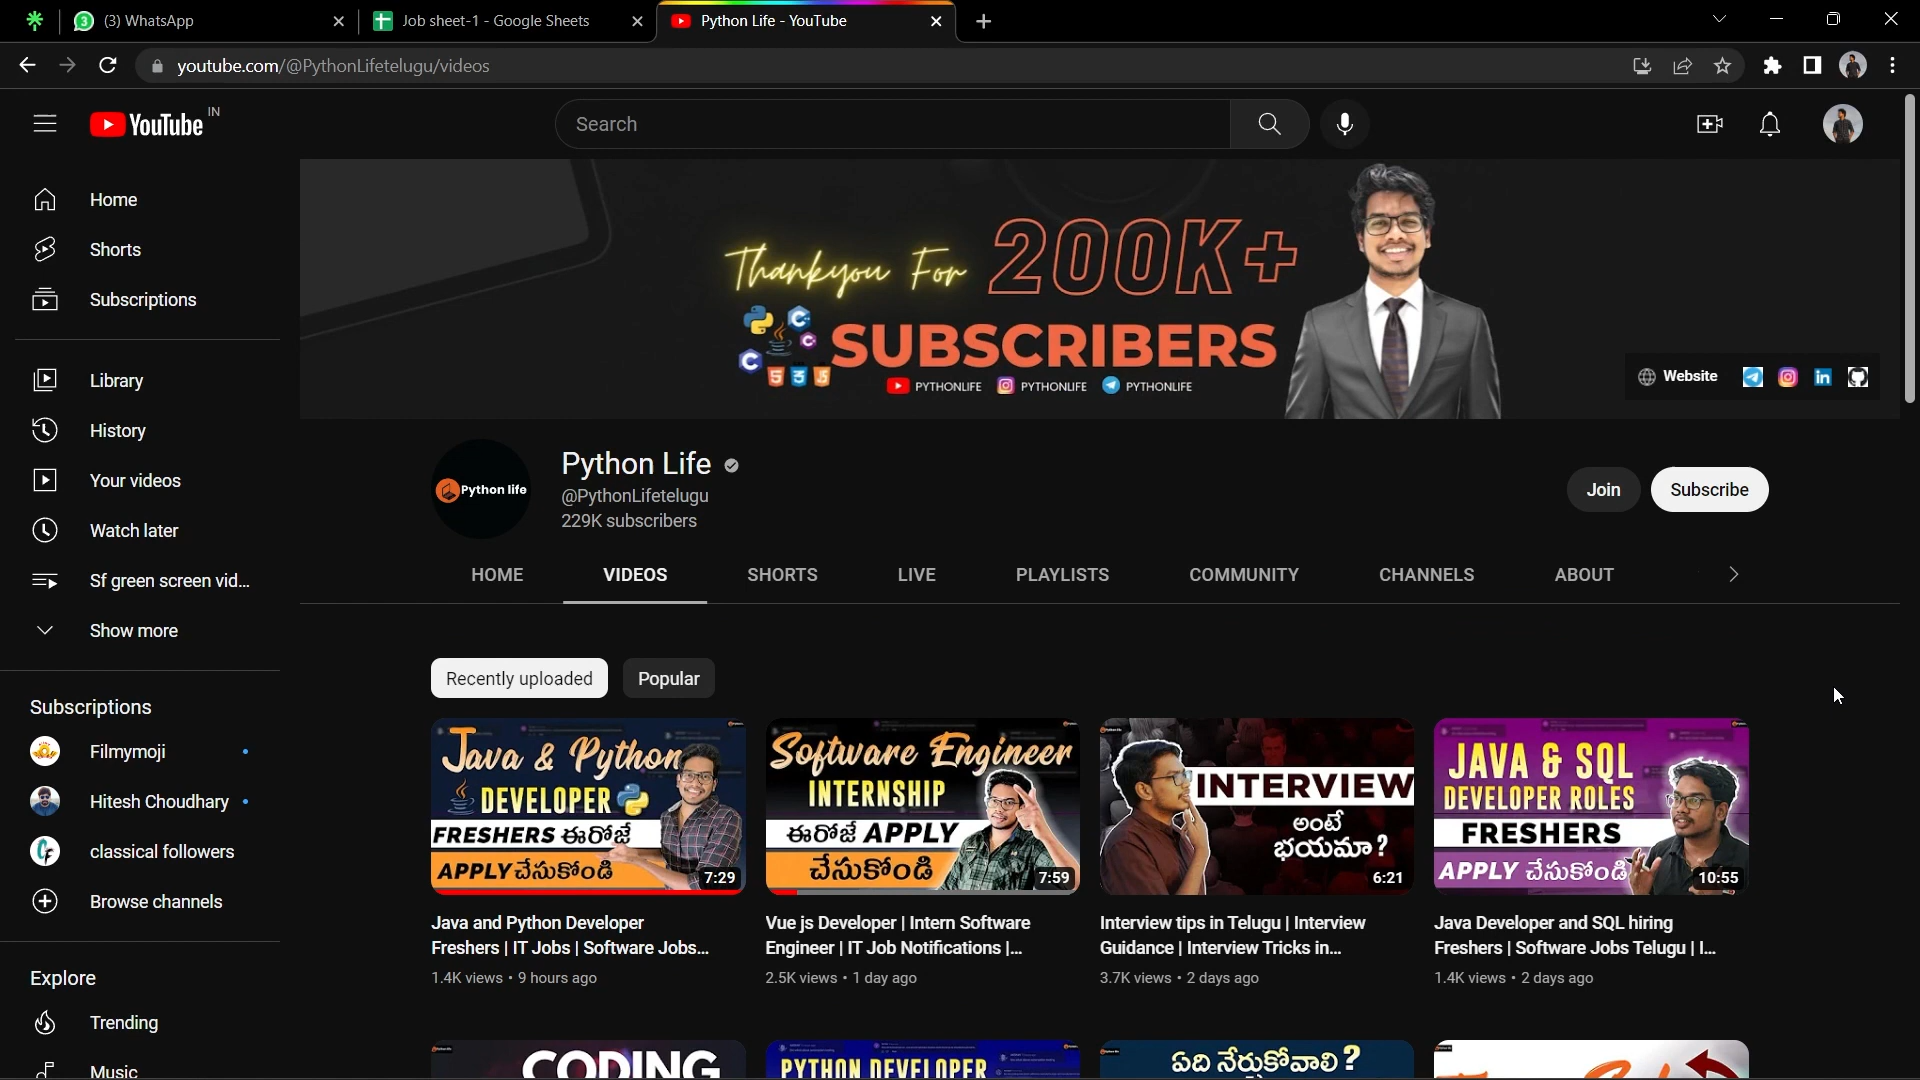 (3) WhatsApp
Job sheet-1 - Google Sheets
Python Life - YouTube
youtube.com/@PythonLifetelugu/videos
YouTube IN
Search
Home
Shorts
Subscriptions
Library
History
Your videos
Watch later
Sf green screen vid...
Show more
Subscriptions
Filmymoji
Hitesh Choudhary
classical followers
Browse channels
Explore
Trending
Music
Thankyou For 200K+
SUBSCRIBERS
PYTHONLIFE PYTHONLIFE PYTHONLIFE
Website
Python life
Python Life
@PythonLifetelugu
229K subscribers
Join
Subscribe
HOME VIDEOS SHORTS LIVE PLAYLISTS COMMUNITY CHANNELS ABOUT
Recently uploaded
Popular
Java & Python
DEVELOPER
FRESHERS ఈరోజే
APPLY చేసుకోండి
7:29
Java and Python Developer
Freshers | IT Jobs | Software Jobs...
1.4K views • 9 hours ago
Software Engineer
INTERNSHIP
ఈరోజే APPLY
చేసుకోండి
7:59
Vue js Developer | Intern Software
Engineer | IT Job Notifications |...
2.5K views • 1 day ago
INTERVIEW
అంటే
భయమా?
6:21
Interview tips in Telugu | Interview
Guidance | Interview Tricks in...
3.7K views • 2 days ago
JAVA & SQL
DEVELOPER ROLES
FRESHERS
APPLY చేసుకోండి
10:55
Java Developer and SQL hiring
Freshers | Software Jobs Telugu | I...
1.4K views • 2 days ago
CODING
PYTHON DEVELOPER
ఏది నేర్చుకోవాలి?